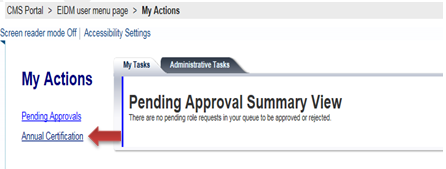 CMS Portal > EIDM user menu page > My Actions
Screen reader mode Off | Accessibility Settings
My Actions
Pending Approvals
Annual Certification
My Tasks Administrative Tasks
Pending Approval Summary View
There are no pending role requests in your queue to be approved or rejected.